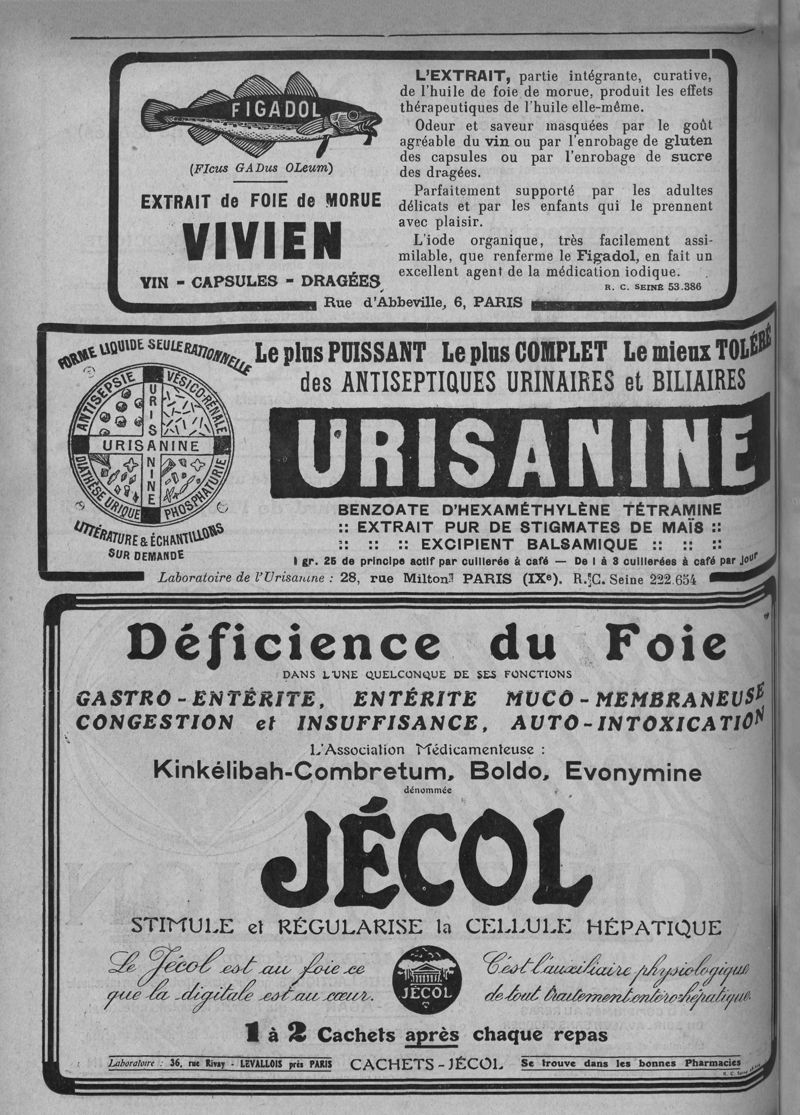 FIGADOL
(FIcus GADus OLeum)
EXTRAIT de FOIE de MORUE
VIVIEN
VIN - CAPSULES - DRAGÉES
L'EXTRAIT, partie intégrante, curative,
de l'huile de foie de morue, produit les effets
thérapeutiques de l'huile elle-même.
Odeur et saveur masquées par le goût
agréable du vin ou par l'enrobage de gluten
des capsules ou par l'enrobage de sucre
des dragées.
Parfaitement supporté par les adultes
délicats et par les enfants qui le prennent
avec plaisir.
L'iode organique, très facilement assi-
milable, que renferme le Figadol, en fait un
excellent agent de la médication iodique.
R. C. SEINE 53.386
Rue d'Abbeville, 6, PARIS
FORME LIQUIDE SEULE RATIONNELLE
ANTISEPSIE VÉSICO-RÉNALE
URISANINE
URISANINE
DIATHÈSE URIQUE PHOSPHATURIE
LITTÉRATURE & ÉCHANTILLONS
SUR DEMANDE
Le plus PUISSANT Le plus COMPLET Le mieux TOLÉRÉ
des ANTISEPTIQUES URINAIRES et BILIAIRES
URISANINE
BENZOATE D'HEXAMÉTHYLÈNE TÉTRAMINE
:: EXTRAIT PUR DE STIGMATES DE MAÏS ::
:: :: :: EXCIPIENT BALSAMIQUE :: :: ::
1 gr. 25 de principe actif par cuillerée à café — De 1 à 3 cuillerées à café par jour
Laboratoire de l'Urisanine : 28, rue Milton, PARIS (IXe). R. C. Seine 222.654
Déficience du Foie
DANS L'UNE QUELCONQUE DE SES FONCTIONS
GASTRO-ENTÉRITE, ENTÉRITE MUCO-MEMBRANEUSE
CONGESTION et INSUFFISANCE, AUTO-INTOXICATION
L'Association Médicamenteuse :
Kinkélibah-Combretum, Boldo, Evonymine
dénommée
JÉCOL
STIMULE et RÉGULARISE la CELLULE HÉPATIQUE
Le Jécol est au foie ce
que la digitale est au cœur.
JÉCOL
C'est l'auxiliaire physiologique
de tout traitement entéro-hépatique.
1 à 2 Cachets après chaque repas
Laboratoire : 36, rue Rivay - LEVALLOIS près PARIS CACHETS-JÉCOL Se trouve dans les bonnes Pharmacies